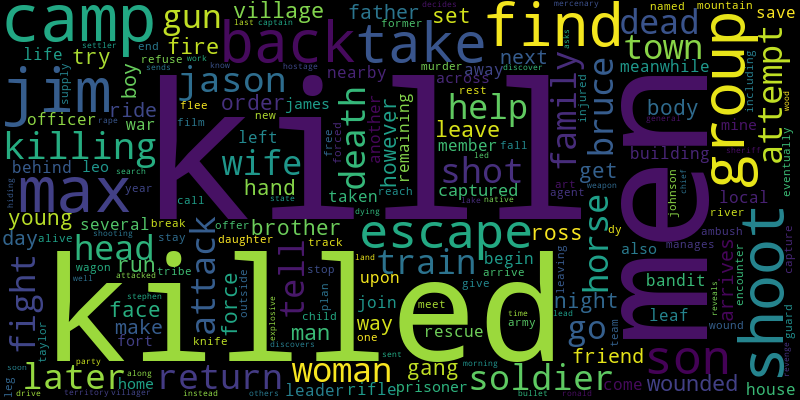 camp
gun
village
father
set
find
dead
named
mountain
save
last
captain
former
decides
mercenary
settler
end
life
try
fire
back
take
next
nearby
away
murder
discover
asks
town
group
attempt
including
refuse
work
know
hostage
supply
boy
jason
across
meanwhile
sends
jim
order
james
another
death
however
remaining
help
rest
family
injured
bruce
body
men
wood
officer
ride
war
flee
rape
film
new
left
free
forced
leave
member
fall
general
mine
killing
kill
wife
shot
get
building
eventually
behind
leo
search
call
hand
state
taken
reach
captured
led
art
agent
weapon
johnson
chief
local
hiding
max
year
dying
lake
native
river
young
several
break
offer
brother
escape
ross
dy
shoot
day
alive
stay
daughter
track
horse
also
manages
ambush
capture
head
attack
tell
train
begin
land
leaving
bandit
arrives
encounter
wagon
run
tribe
force
outside
stop
upon
arrive
give
night
fight
well
attacked
killed
stephen
face
explosive
plan
join
meet
go
team
leaf
reveals
wound
guard
revenge
make
child
way
rescue
time
army
lead
taylor
fort
knife
man
one
friend
son
soon
party
discovers
sent
gang
morning
later
return
woman
soldier
wounded
leg
home
along
leader
rifle
prisoner
come
house
drive
territory
villager
instead
others
bullet
ronald